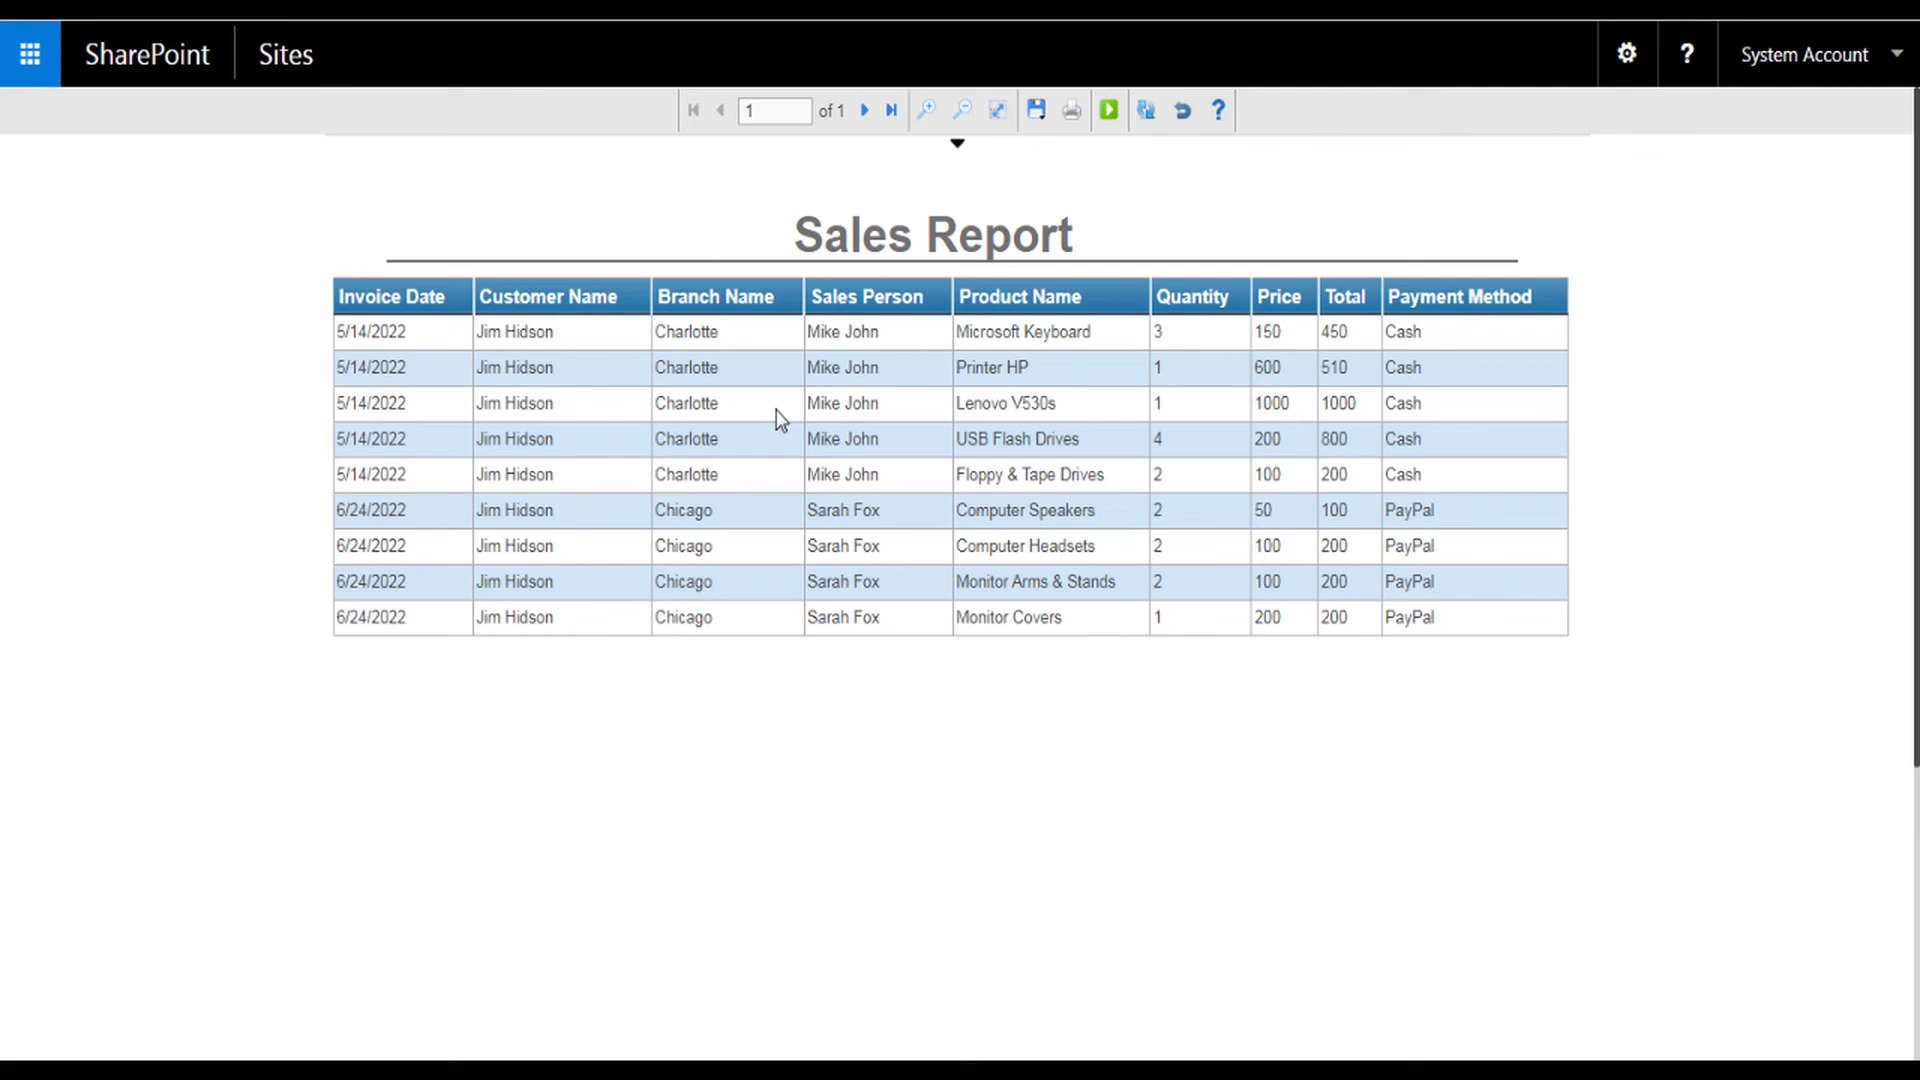 SharePoint Sites ? System Account
1 of 1 ?
Sales Report
Invoice Date Customer Name Branch Name Sales Person Product Name Quantity Price Total Payment Method
5/14/2022 Jim Hidson Charlotte Mike John Microsoft Keyboard 3 150 450 Cash
5/14/2022 Jim Hidson Charlotte Mike John Printer HP 1 600 510 Cash
5/14/2022 Jim Hidson Charlotte Mike John Lenovo V530s 1 1000 1000 Cash
5/14/2022 Jim Hidson Charlotte Mike John USB Flash Drives 4 200 800 Cash
5/14/2022 Jim Hidson Charlotte Mike John Floppy & Tape Drives 2 100 200 Cash
6/24/2022 Jim Hidson Chicago Sarah Fox Computer Speakers 2 50 100 PayPal
6/24/2022 Jim Hidson Chicago Sarah Fox Computer Headsets 2 100 200 PayPal
6/24/2022 Jim Hidson Chicago Sarah Fox Monitor Arms & Stands 2 100 200 PayPal
6/24/2022 Jim Hidson Chicago Sarah Fox Monitor Covers 1 200 200 PayPal